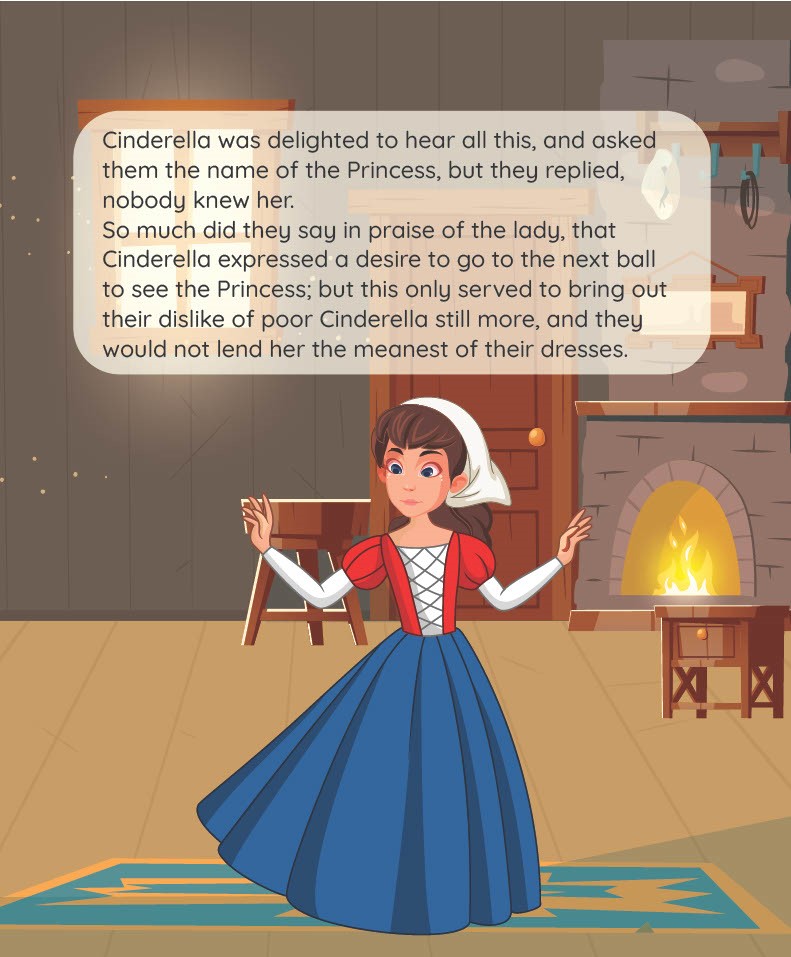 Cinderella was delighted to hear all this, and asked
them the name of the Princess, but they replied,
nobody knew her.
So much did they say in praise of the lady, that
Cinderella expressed a desire to go to the next ball
to see the Princess; but this only served to bring out
their dislike of poor Cinderella still more, and they
would not lend her the meanest of their dresses.